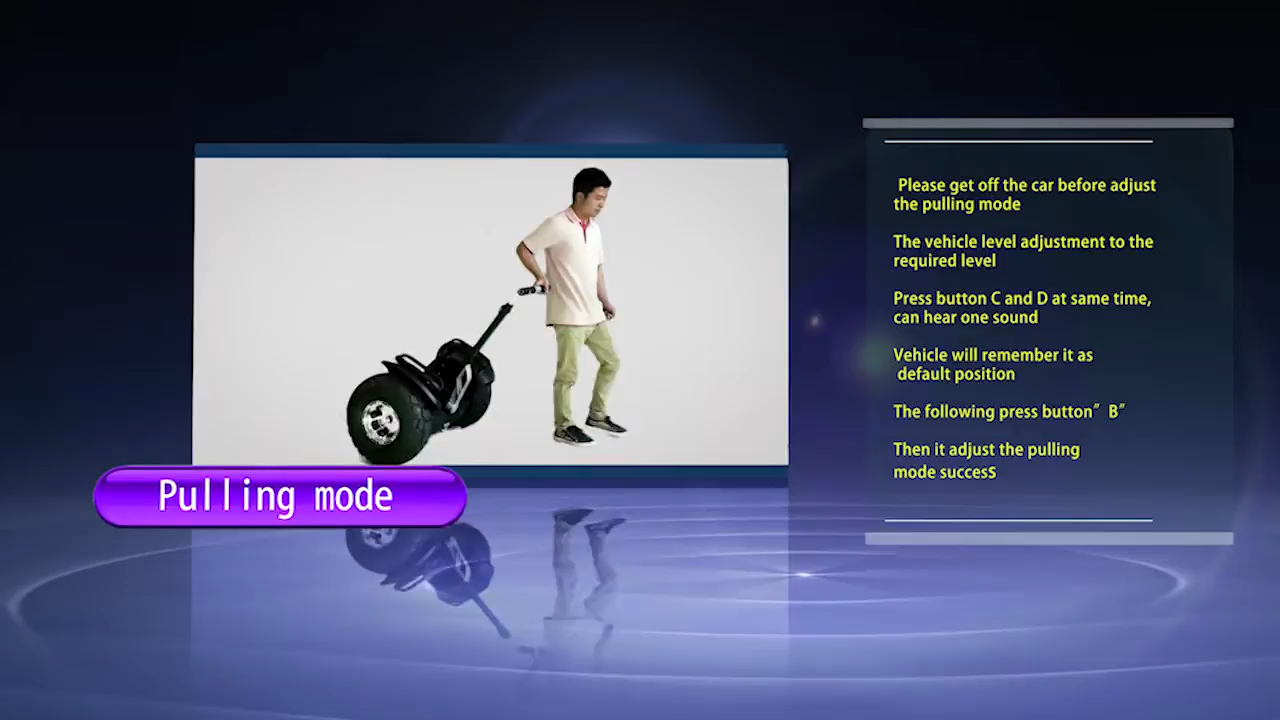 Please get off the car before adjust
the pulling mode
The vehicle level adjustment to the
required level
Press button C and D at same time,
can hear one sound
Vehicle will remember it as
default position
The following press button" B"
Then it adjust the pulling
mode success
Pulling mode